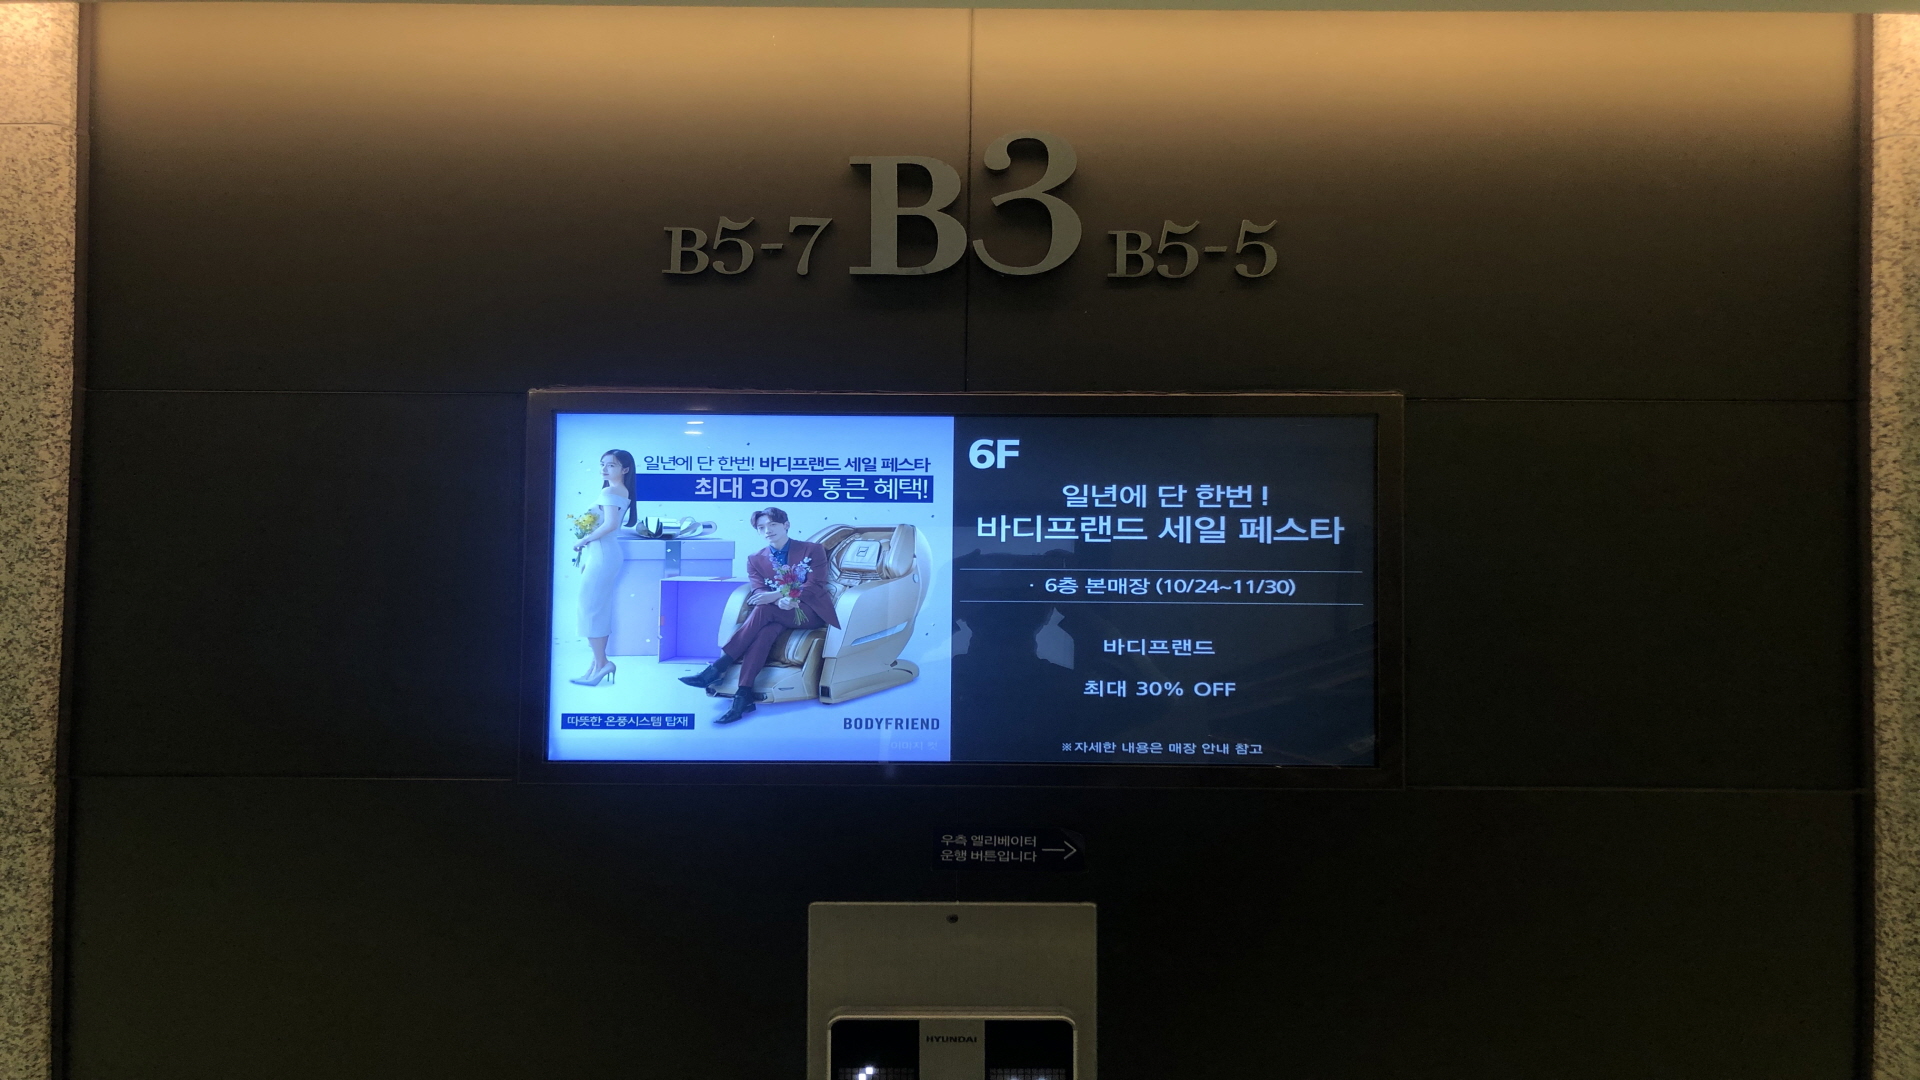 B5-7 B3 B5-5
일년에 단 한번! 바디프랜드 세일 페스타
최대 30% 통큰 혜택!
따뜻한 온풍시스템 탑재
BODYFRIEND
이미지 컷
6F
일년에 단 한번 !
바디프랜드 세일 페스타
· 6층 본매장 (10/24~11/30)
바디프랜드
최대 30% OFF
※자세한 내용은 매장 안내 참고
우측 엘리베이터
운행 버튼입니다
HYUNDAI